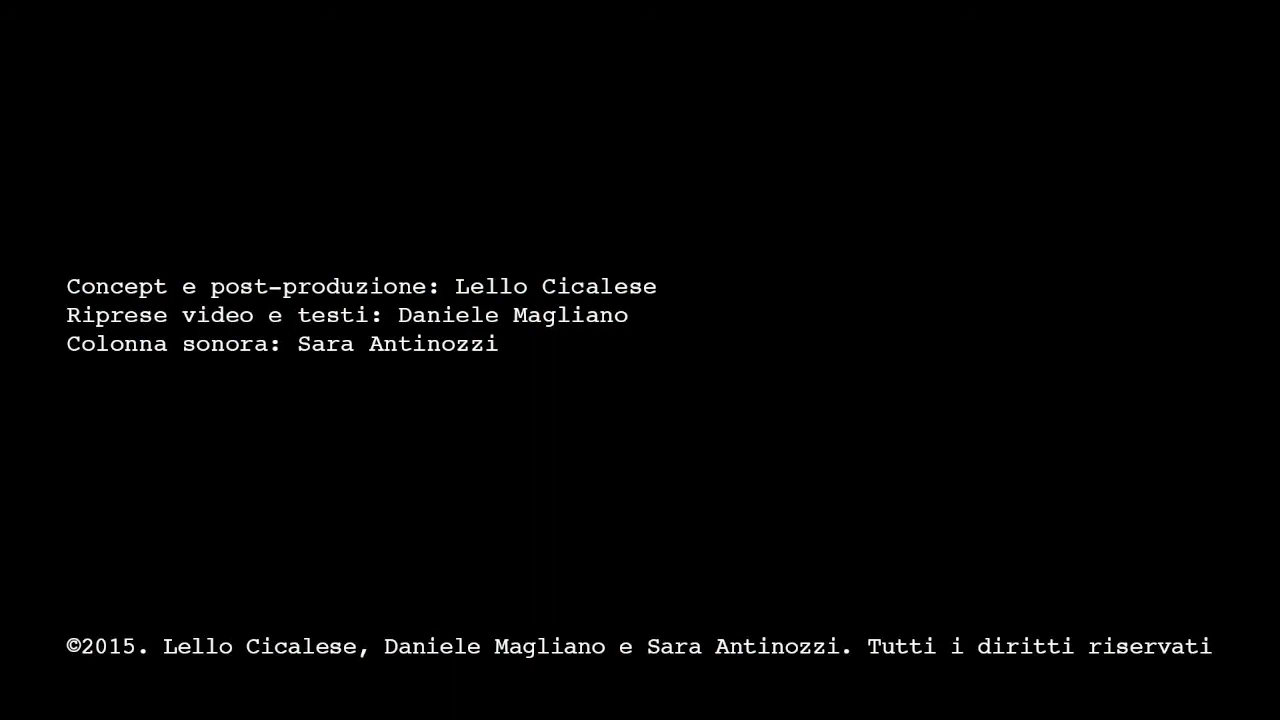 Concept e post-produzione: Lello Cicalese
Riprese video e testi: Daniele Magliano
Colonna sonora: Sara Antinozzi
©2015. Lello Cicalese, Daniele Magliano e Sara Antinozzi. Tutti i diritti riservati